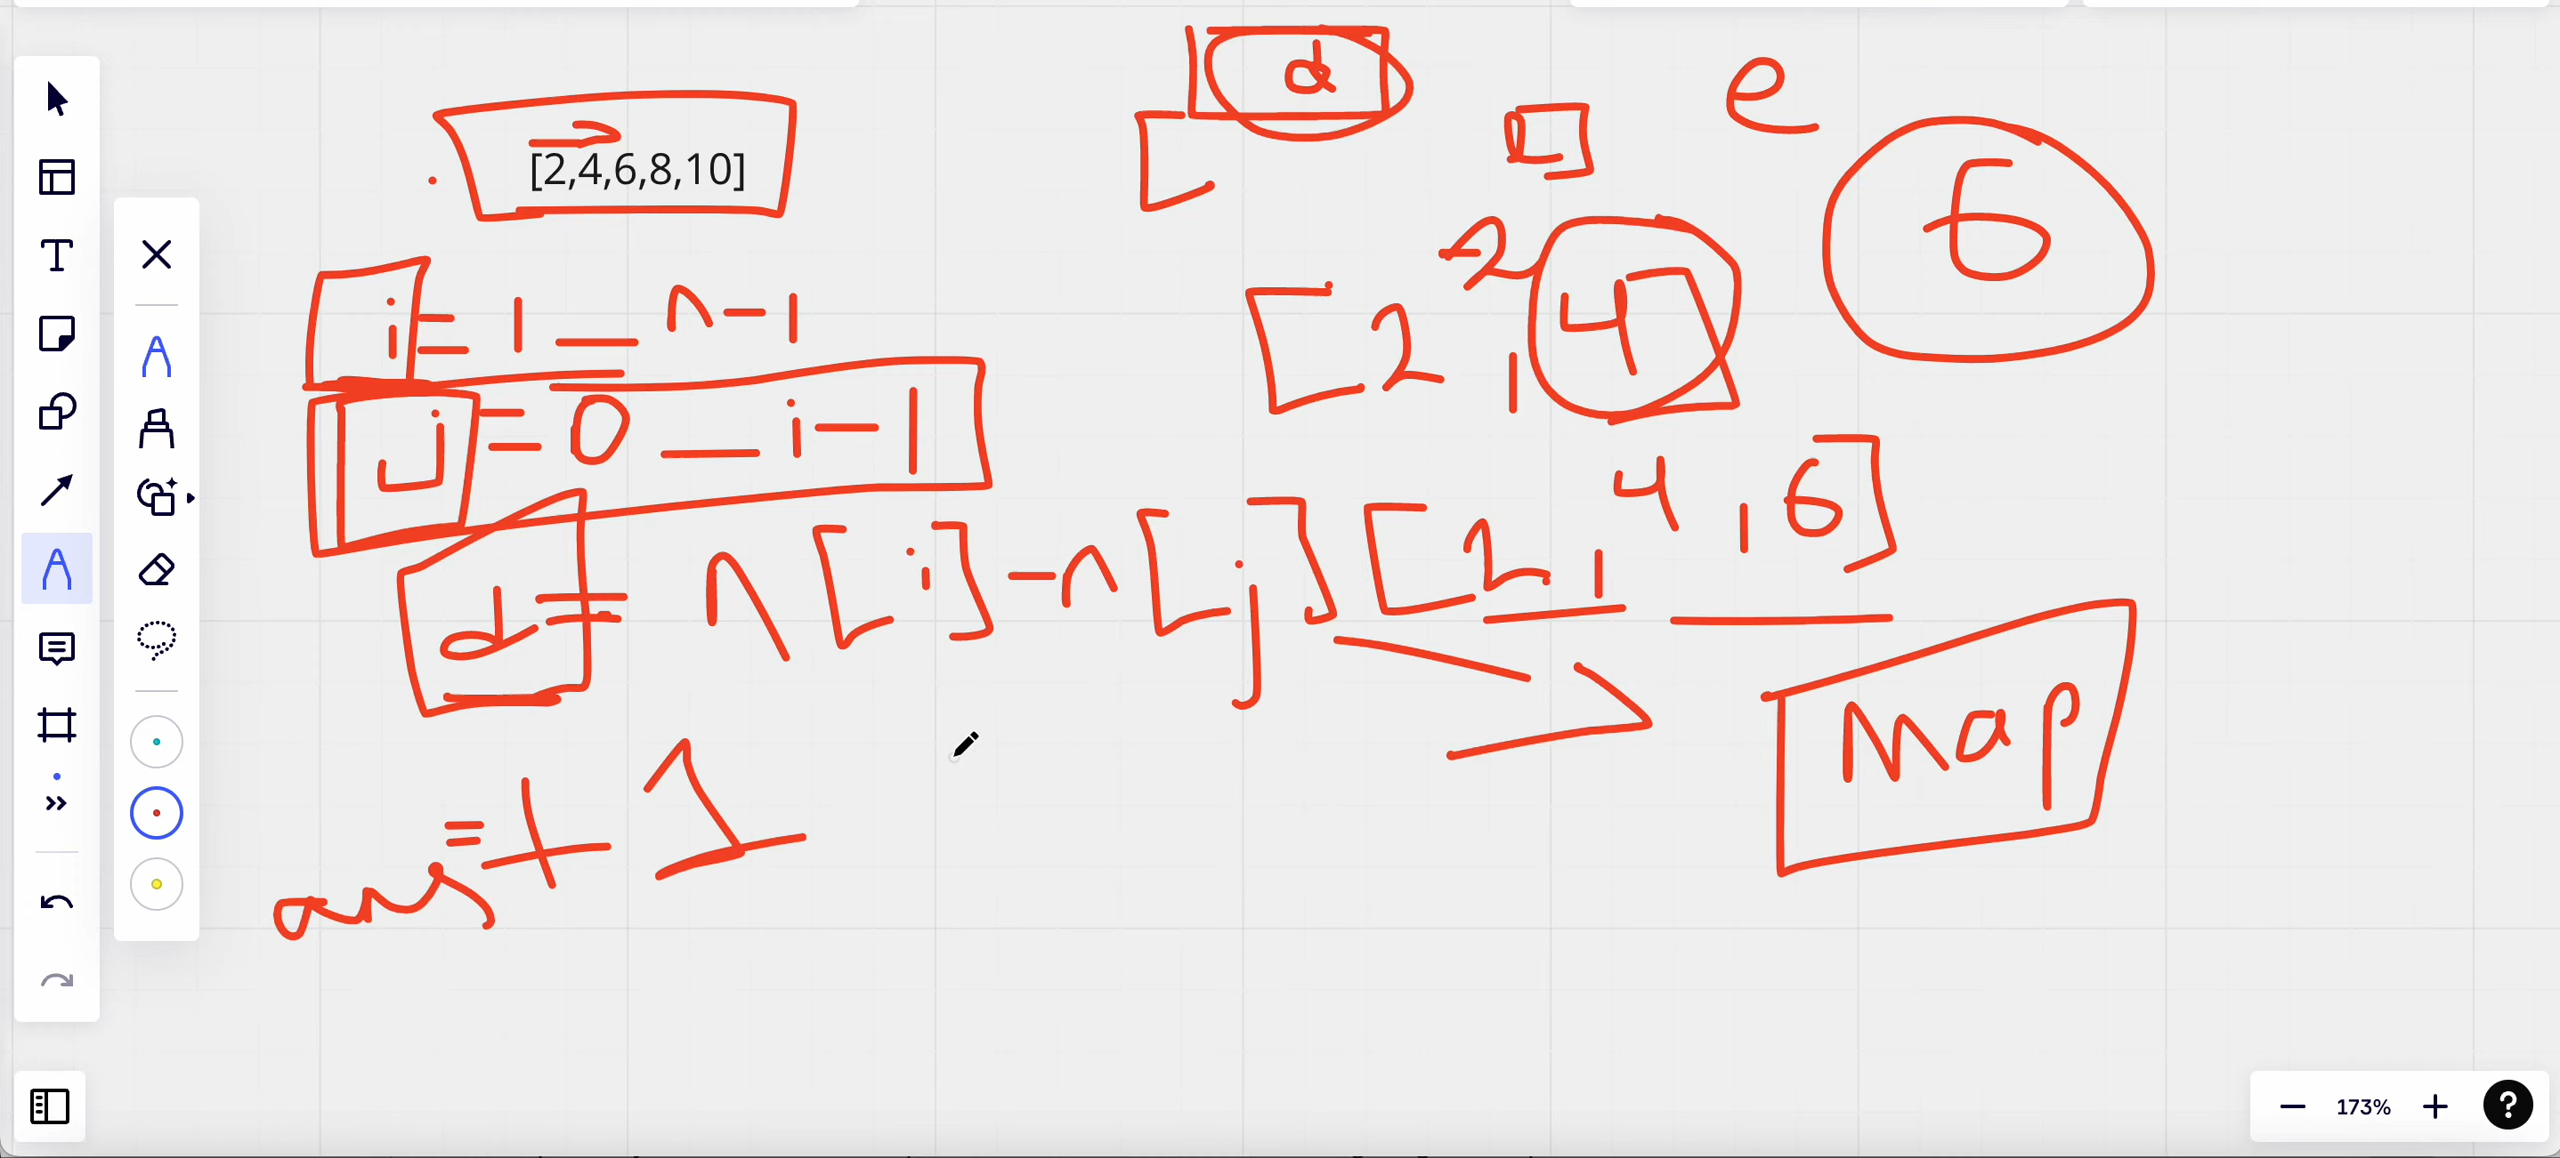 d
e
[2,4,6,8,10]
6
i = 1 — n-1
[2, 4]
j = 0 — i-1
d = n[i] - n[j]
[2, 4, 6]
Map
ans = +1
173%